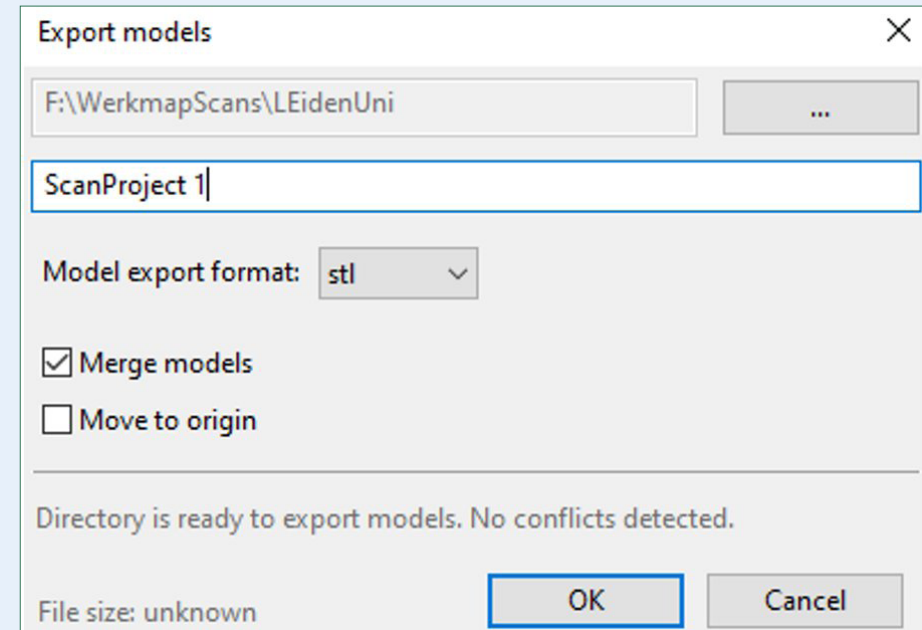 Export models
F:\WerkmapScans\LEidenUni
...
ScanProject 1
Model export format: stl
Merge models
Move to origin
Directory is ready to export models. No conflicts detected.
File size: unknown
OK
Cancel